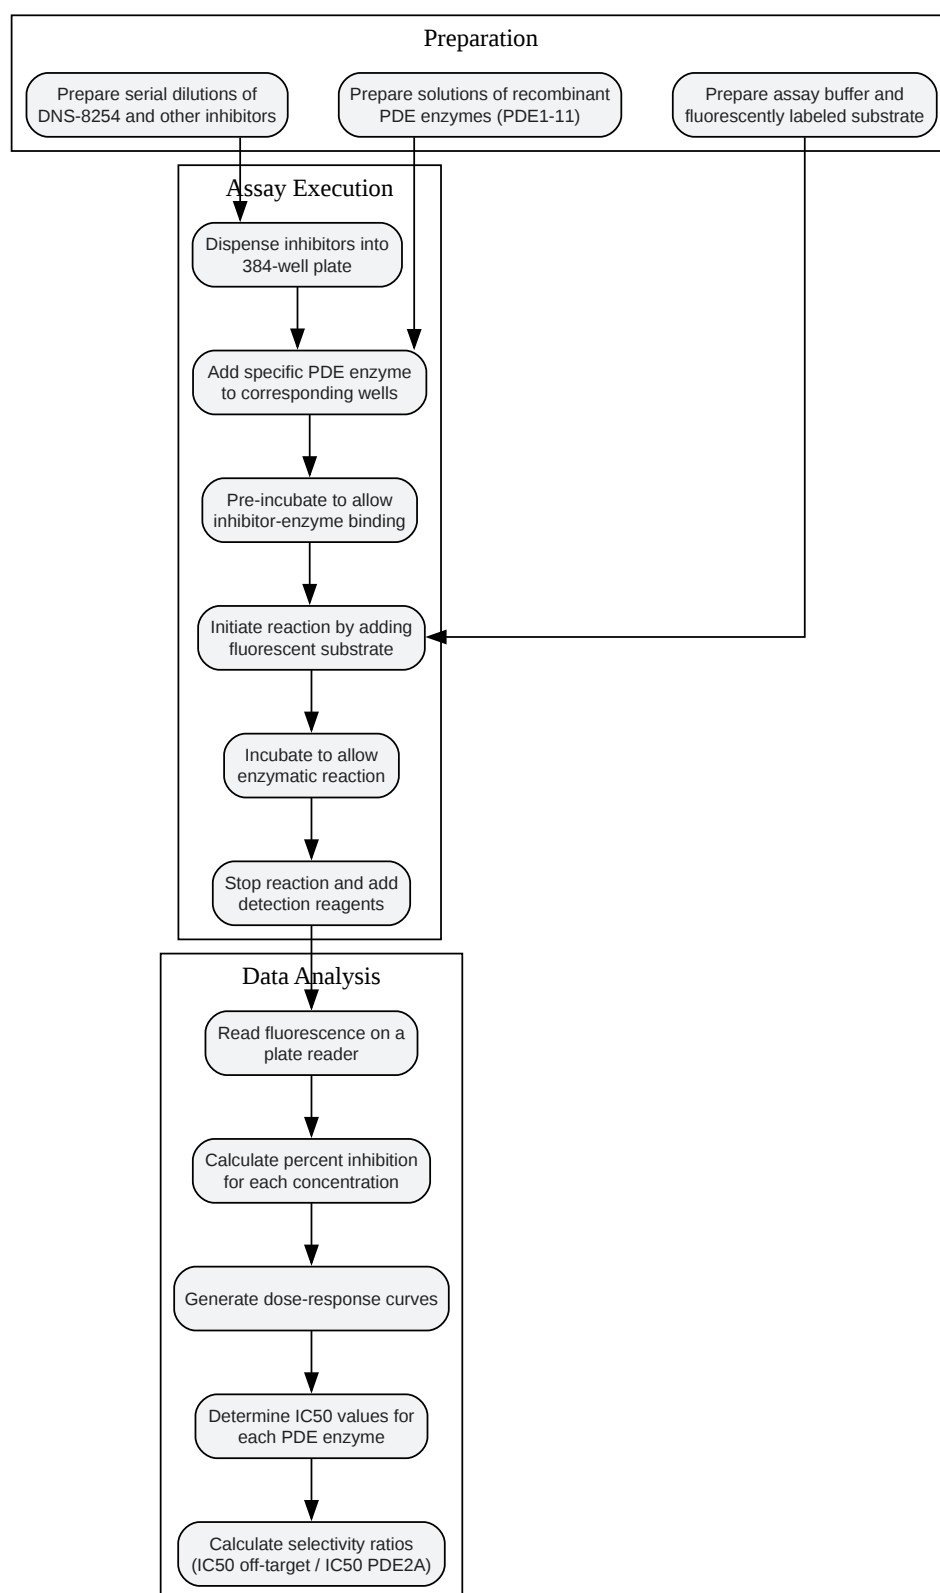 Preparation
Prepare serial dilutions of
DNS-8254 and other inhibitors
Prepare solutions of recombinant
PDE enzymes (PDE1-11)
Prepare assay buffer and
fluorescently labeled substrate
Assay Execution
Dispense inhibitors into
384-well plate
Add specific PDE enzyme
to corresponding wells
Pre-incubate to allow
inhibitor-enzyme binding
Initiate reaction by adding
fluorescent substrate
Incubate to allow
enzymatic reaction
Stop reaction and add
detection reagents
Data Analysis
Read fluorescence on a
plate reader
Calculate percent inhibition
for each concentration
Generate dose-response curves
Determine IC50 values for
each PDE enzyme
Calculate selectivity ratios
(IC50 off-target / IC50 PDE2A)